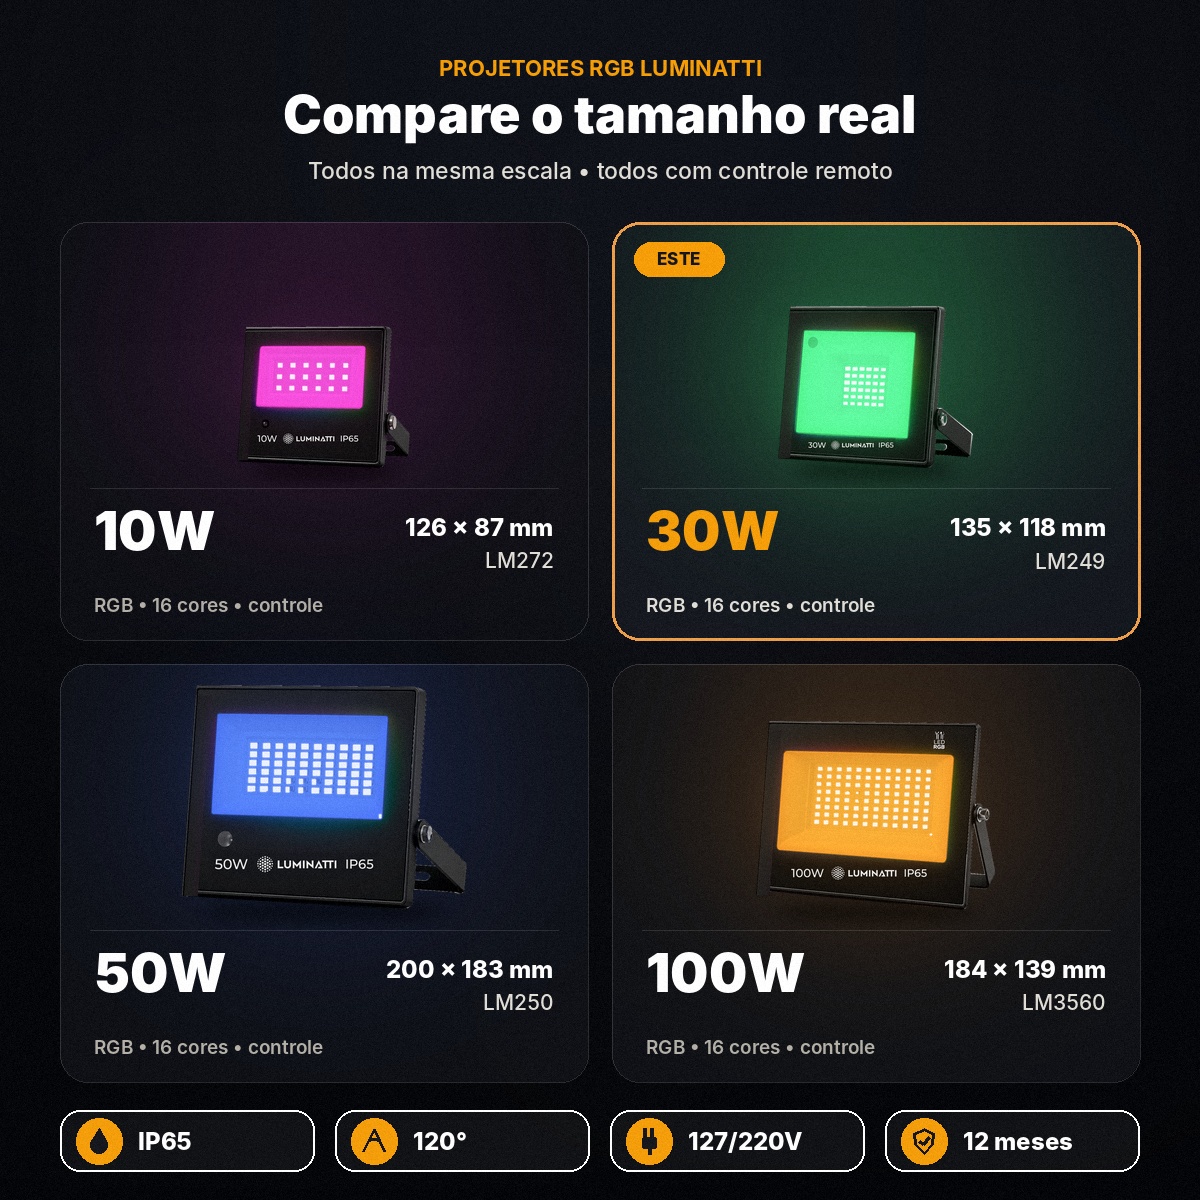 PROJETORES RGB LUMINATTI
Compare o tamanho real
Todos na mesma escala • todos com controle remoto
10W LUMINATTI IP65
10W
126 × 87 mm
LM272
RGB • 16 cores • controle
ESTE
30W LUMINATTI IP65
30W
135 × 118 mm
LM249
RGB • 16 cores • controle
50W LUMINATTI IP65
50W
200 × 183 mm
LM250
RGB • 16 cores • controle
LED
RGB
100W LUMINATTI IP65
100W
184 × 139 mm
LM3560
RGB • 16 cores • controle
IP65
120°
127/220V
12 meses